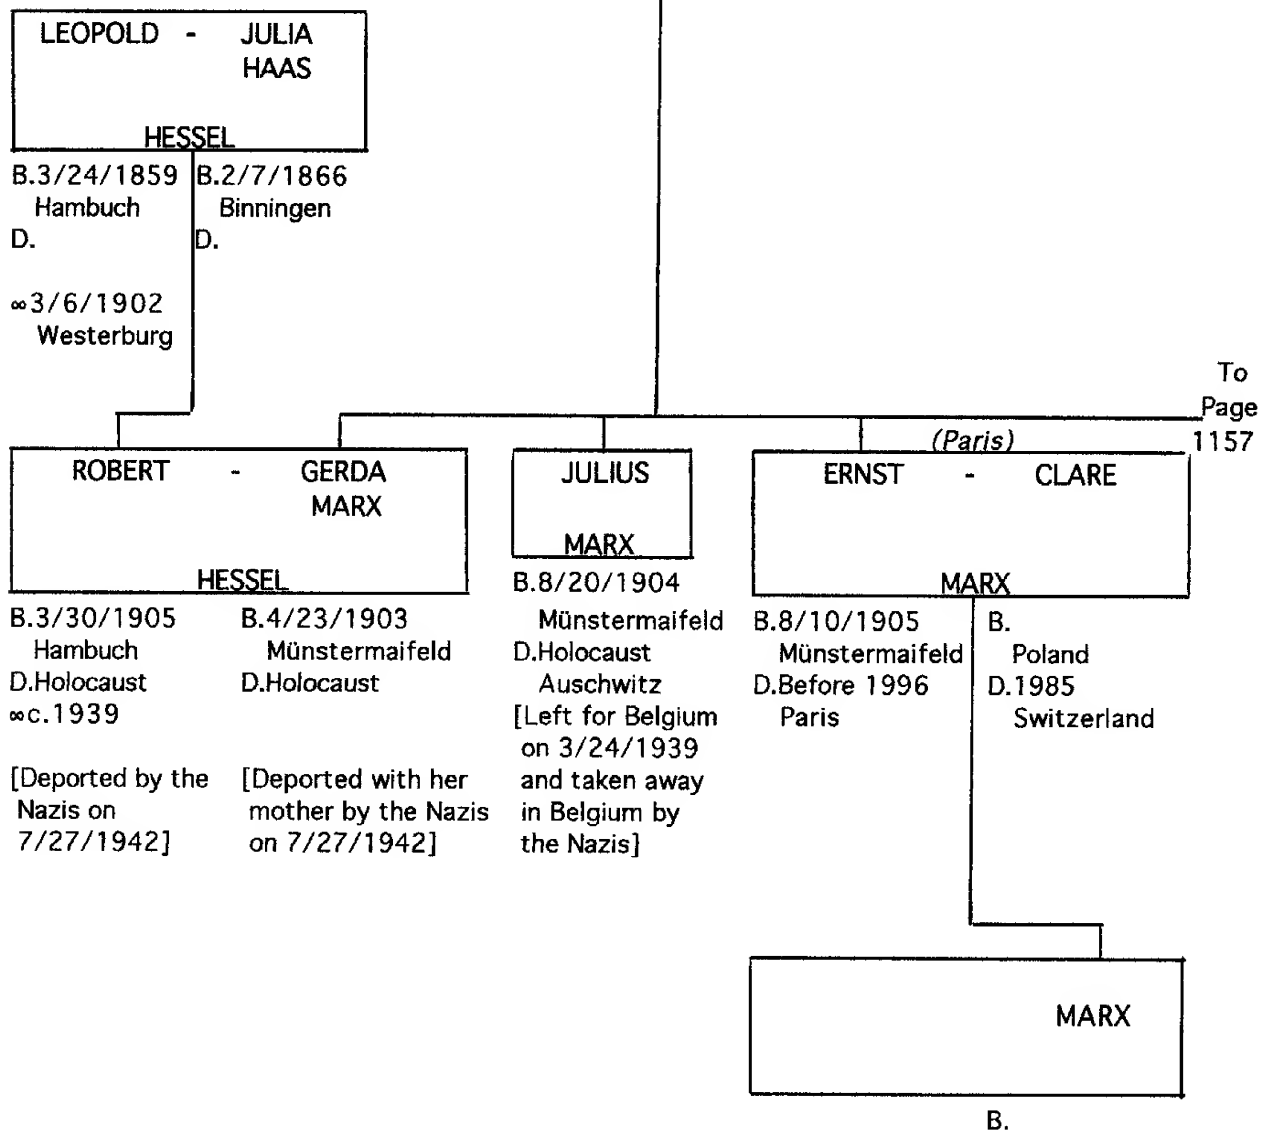 LEOPOLD - JULIA
HAAS
HESSEL
B.3/24/1859 B.2/7/1866
Hambuch Binningen
D. D.
∞3/6/1902
Westerburg
To
Page
1157
(Paris)
ROBERT - GERDA
MARX
HESSEL
B.3/30/1905 B.4/23/1903
Hambuch Münstermaifeld
D.Holocaust D.Holocaust
∞c.1939
[Deported by the [Deported with her
Nazis on mother by the Nazis
7/27/1942] on 7/27/1942]
JULIUS
MARX
B.8/20/1904
Münstermaifeld
D.Holocaust
Auschwitz
[Left for Belgium
on 3/24/1939
and taken away
in Belgium by
the Nazis]
ERNST - CLARE
MARX
B.8/10/1905 B.
Münstermaifeld Poland
D.Before 1996 D.1985
Paris Switzerland
MARX
B.